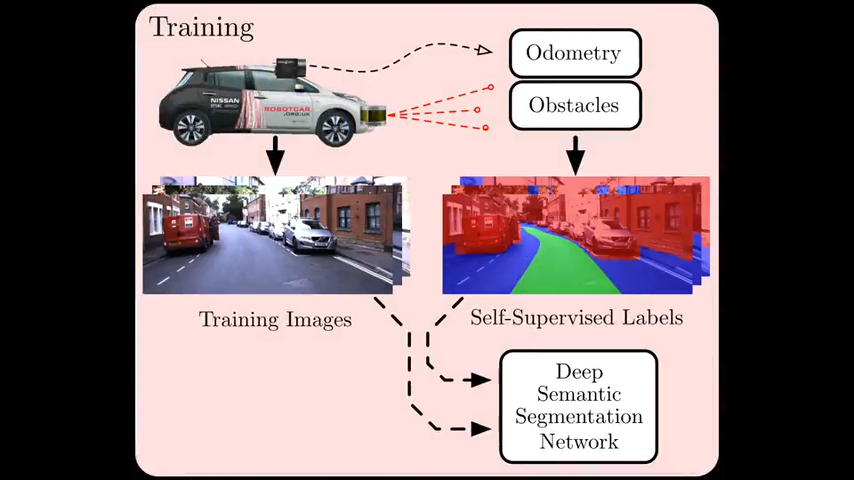 Training
Odometry
NISSAN
ROBOTCAR
.ORG.UK
Obstacles
Training Images
Self-Supervised Labels
Deep
Semantic
Segmentation
Network